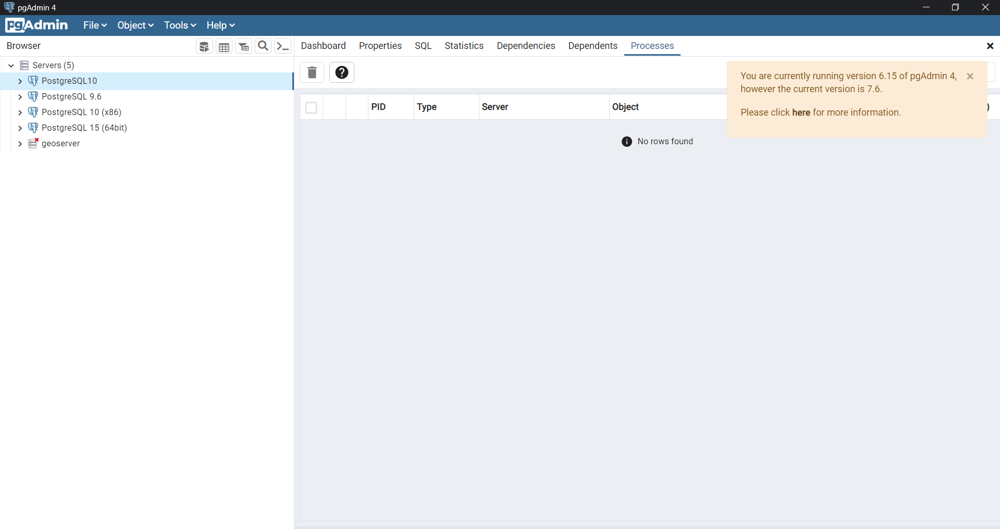 pgAdmin 4
pgAdmin File Object Tools Help
Browser
Dashboard Properties SQL Statistics Dependencies Dependents Processes
Servers (5)
PostgreSQL10
PostgreSQL 9.6
PostgreSQL 10 (x86)
PostgreSQL 15 (64bit)
geoserver
PID Type Server Object )
No rows found
You are currently running version 6.15 of pgAdmin 4,
however the current version is 7.6.
Please click here for more information.